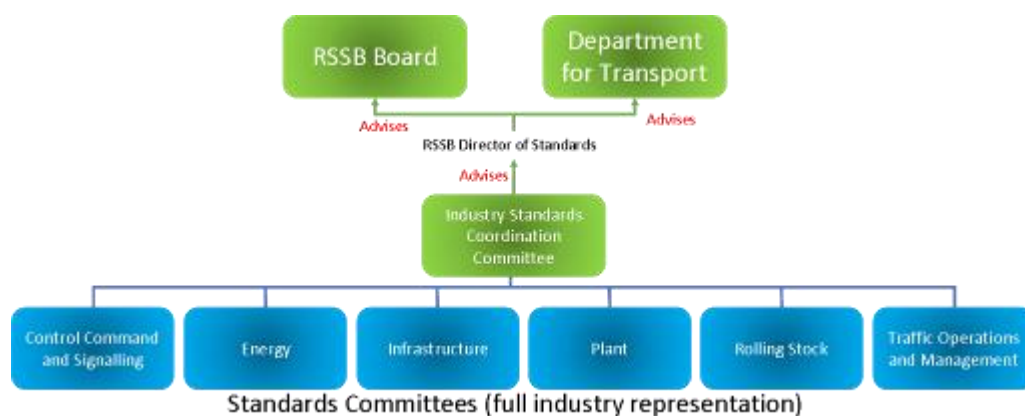 RSSB Board
Department
for Transport
Advises
Advises
RSSB Director of Standards
Advises
Industry Standards
Coordination
Committee
Control Command
and Signalling
Energy
Infrastructure
Plant
Rolling Stock
Traffic Operations
and Management
Standards Committees (full industry representation)